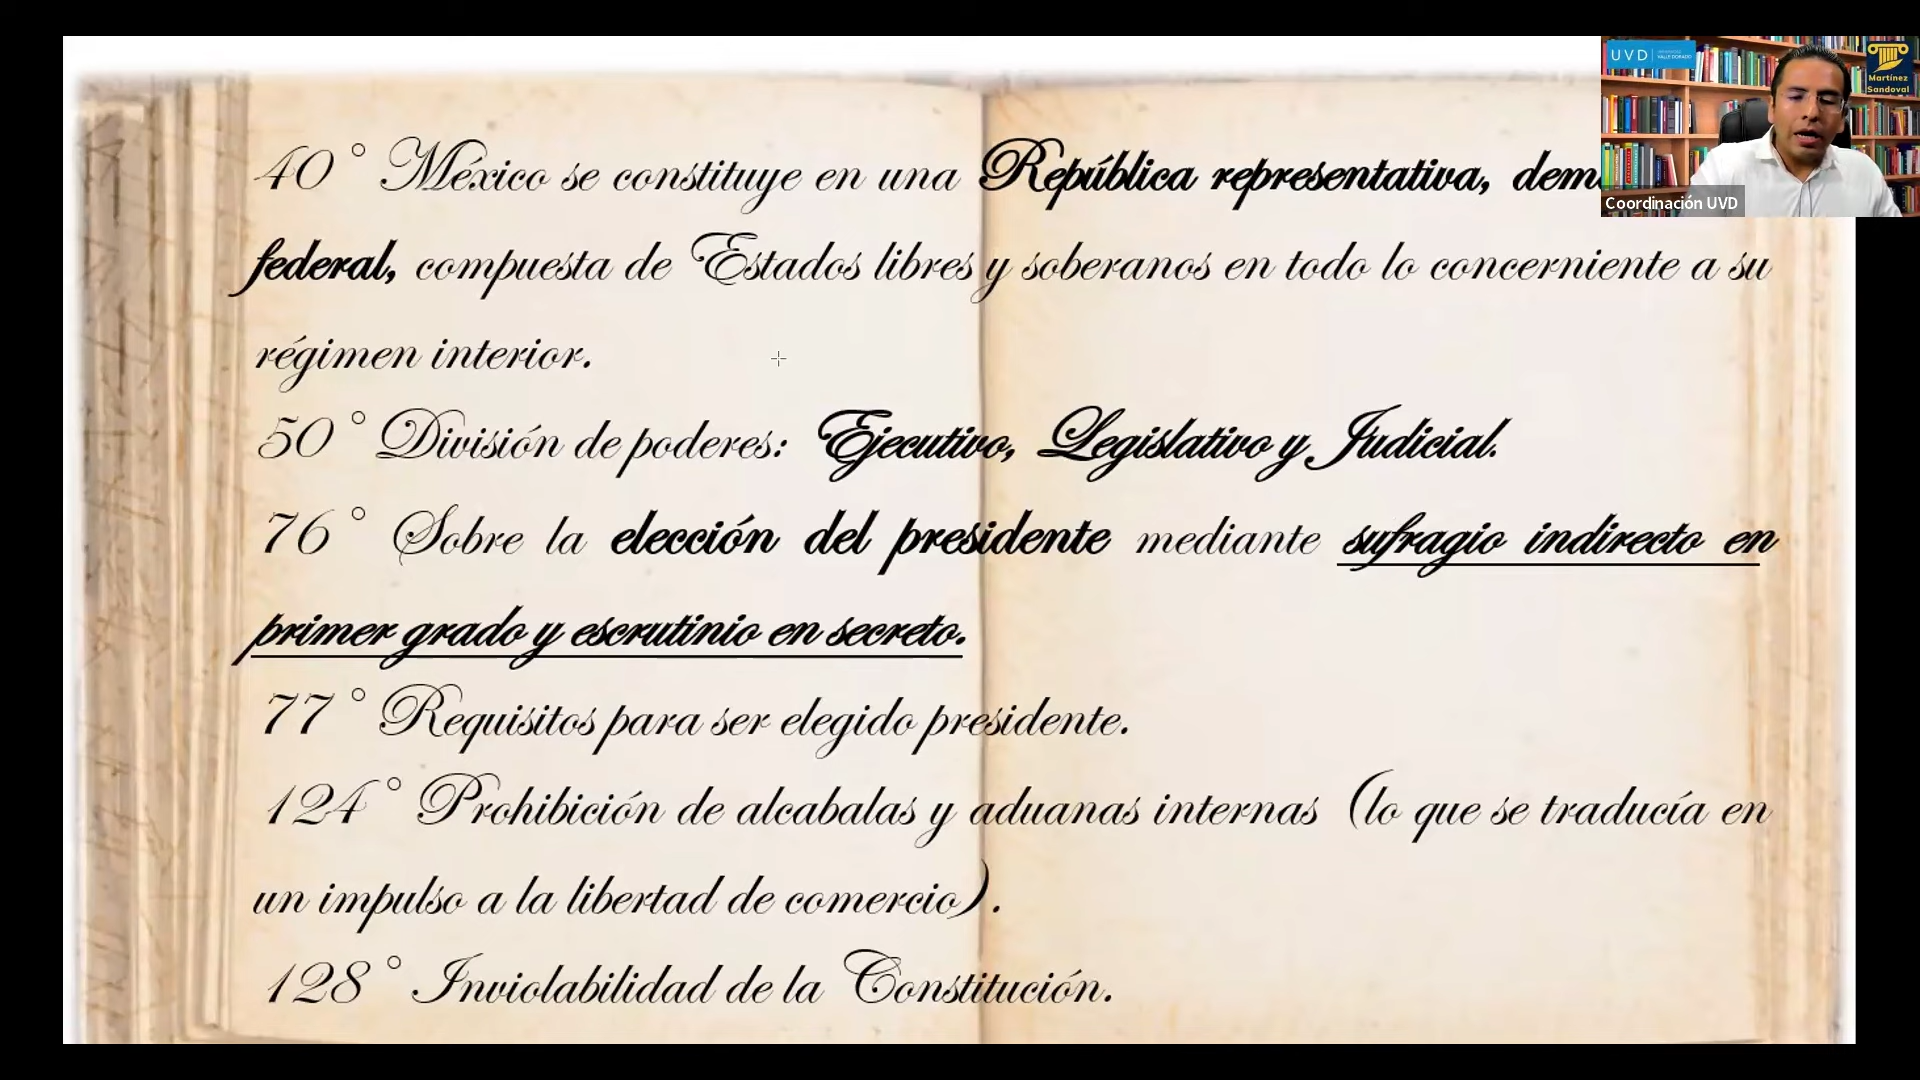 40° México se constituye en una República representativa,
federal, compuesta de Estados libres y soberanos en todo lo concerniente a su
régimen interior.
50° División de poderes: Ejecutivo, Legislativo y Judicial.
76° Sobre la elección del presidente mediante sufragio indirecto en
primer grado y escrutinio en secreto.
77° Requisitos para ser elegido presidente.
124° Prohibición de alcabalas y aduanas internas (lo que se traducía en
un impulso a la libertad de comercio).
128° Inviolabilidad de la Constitución.
UVD
Martínez
Sandoval
Coordinación UVD